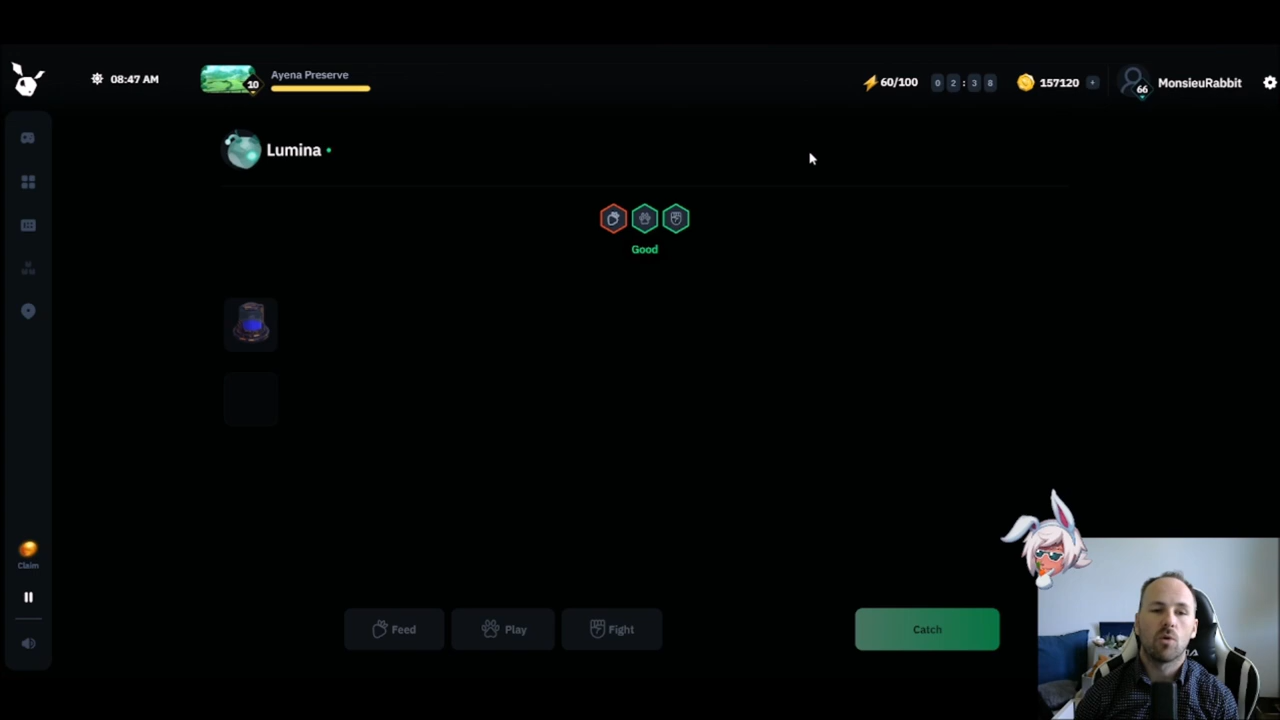 08:47 AM
10
Ayena Preserve
60/100
0 2 : 3 8
157120 +
66
MonsieuRabbit
Lumina
Good
Claim
Feed
Play
Fight
Catch